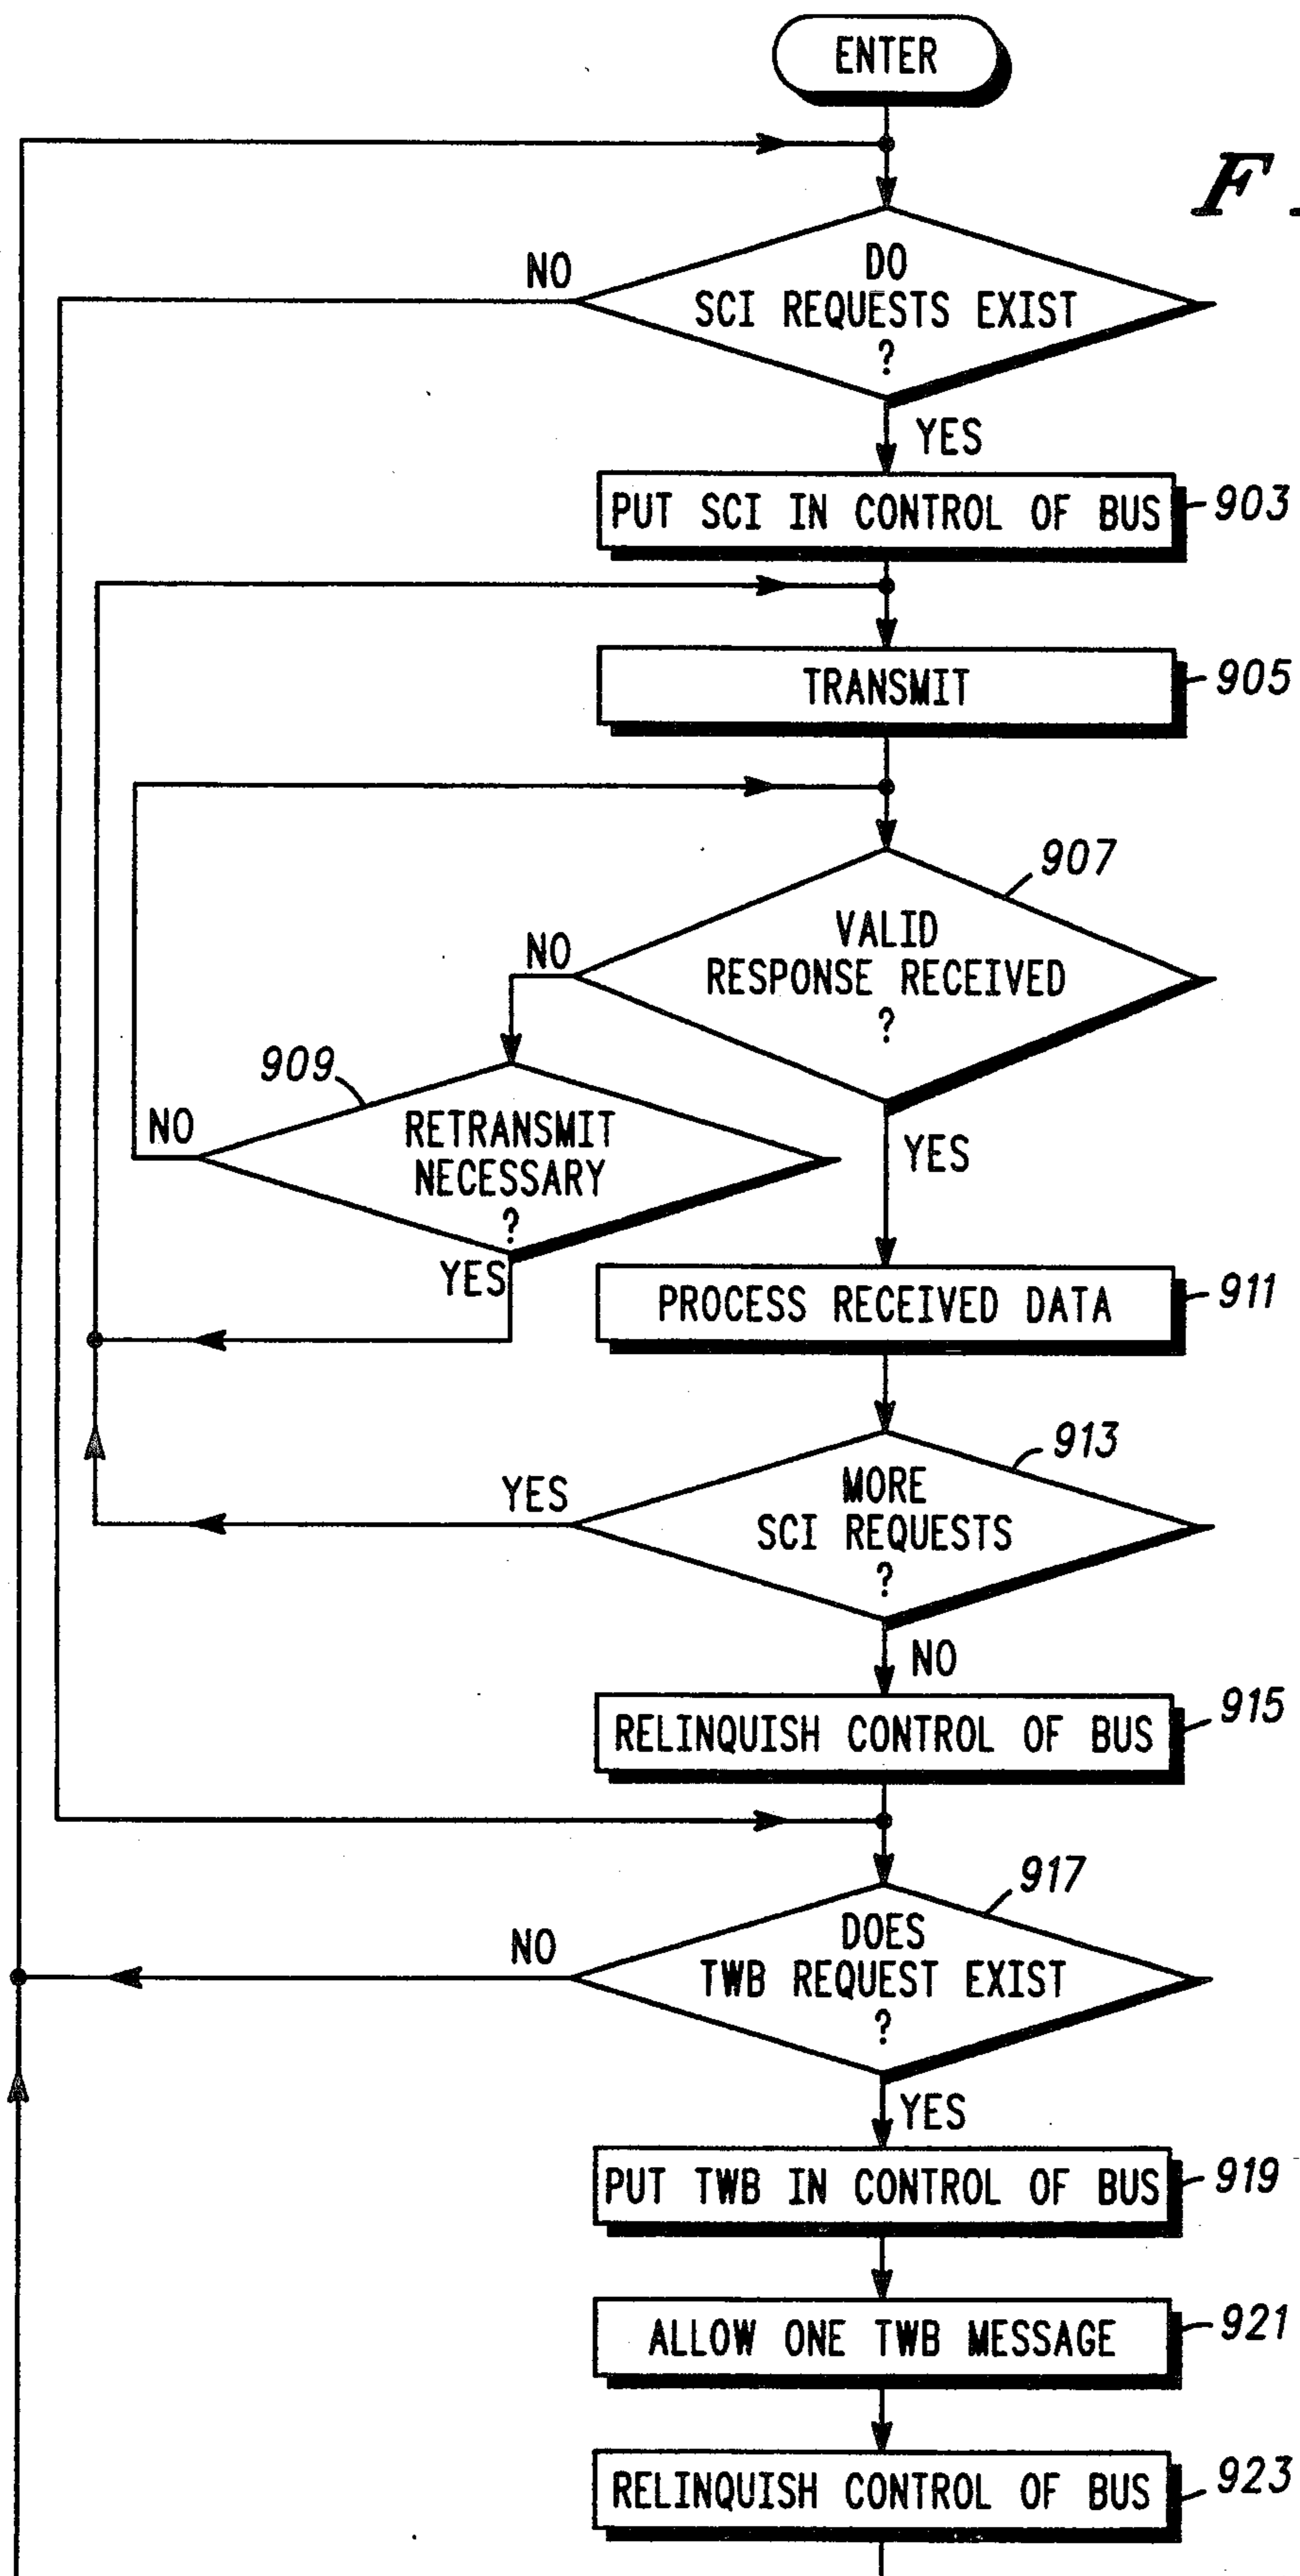 ENTER
F
NO
DO
SCI REQUESTS EXIST
?
YES
PUT SCI IN CONTROL OF BUS
903
TRANSMIT
905
907
VALID
RESPONSE RECEIVED
?
NO
909
NO
RETRANSMIT
NECESSARY
?
YES
YES
PROCESS RECEIVED DATA
911
913
MORE
SCI REQUESTS
?
YES
NO
RELINQUISH CONTROL OF BUS
915
917
DOES
TWB REQUEST EXIST
?
NO
YES
PUT TWB IN CONTROL OF BUS
919
ALLOW ONE TWB MESSAGE
921
RELINQUISH CONTROL OF BUS
923